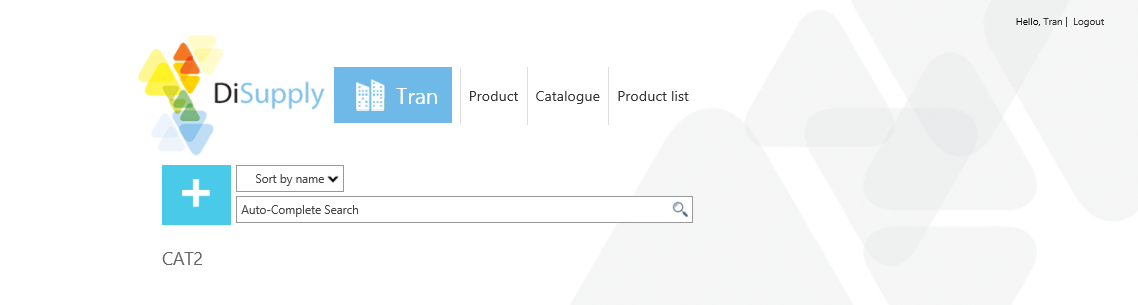 Hello, Tran | Logout
DiSupply
Tran
Product
Catalogue
Product list
Sort by name
Auto-Complete Search
CAT2